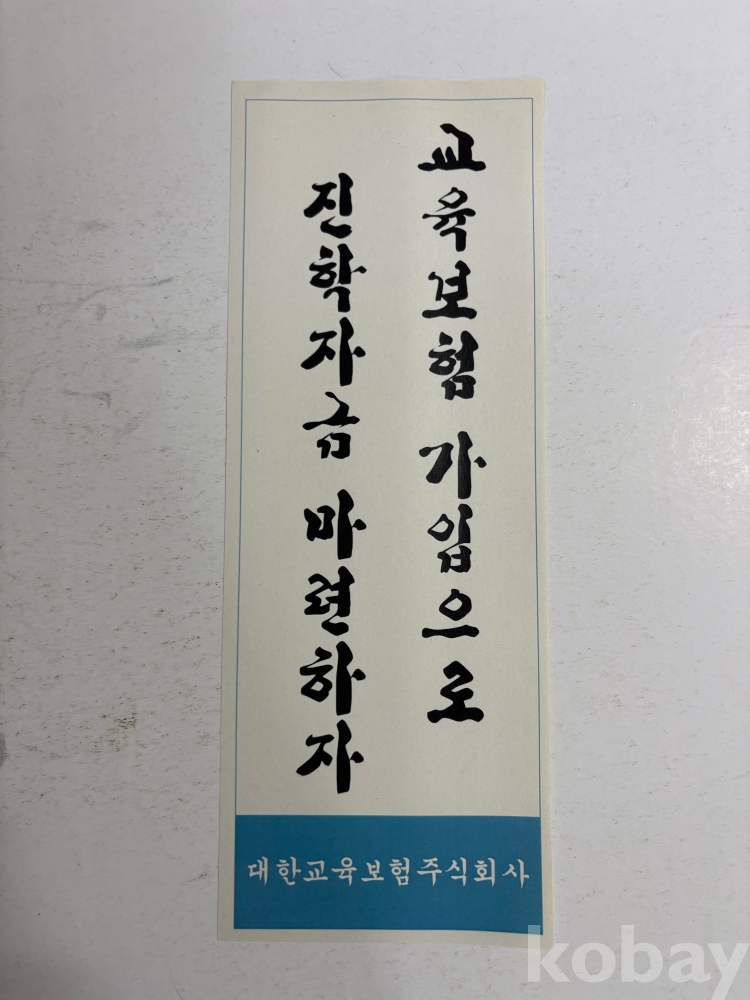 교육보험 가입으로
진학자금 마련하자
대한교육보험주식회사
kobay